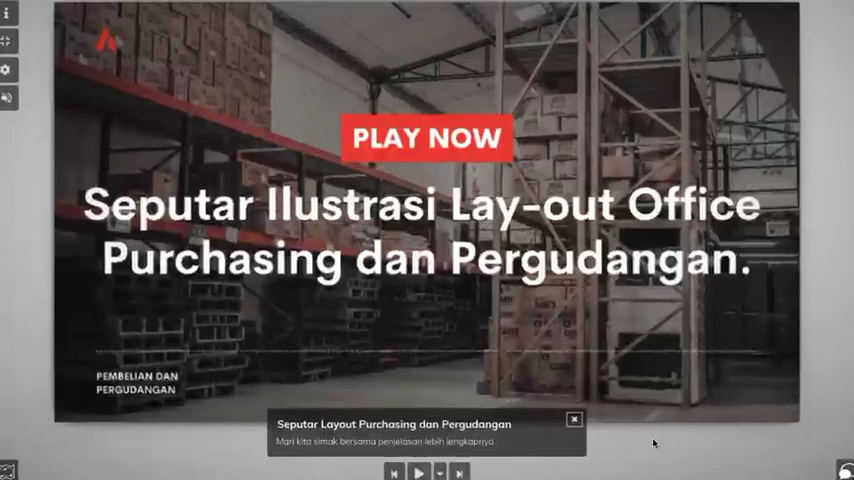 PLAY NOW
Seputar Ilustrasi Lay-out Office
Purchasing dan Pergudangan.
PEMBELIAN DAN
PERGUDANGAN
Seputar Layout Purchasing dan Pergudangan
Mari kita simak bersama penjelasan lebih lengkapnya.